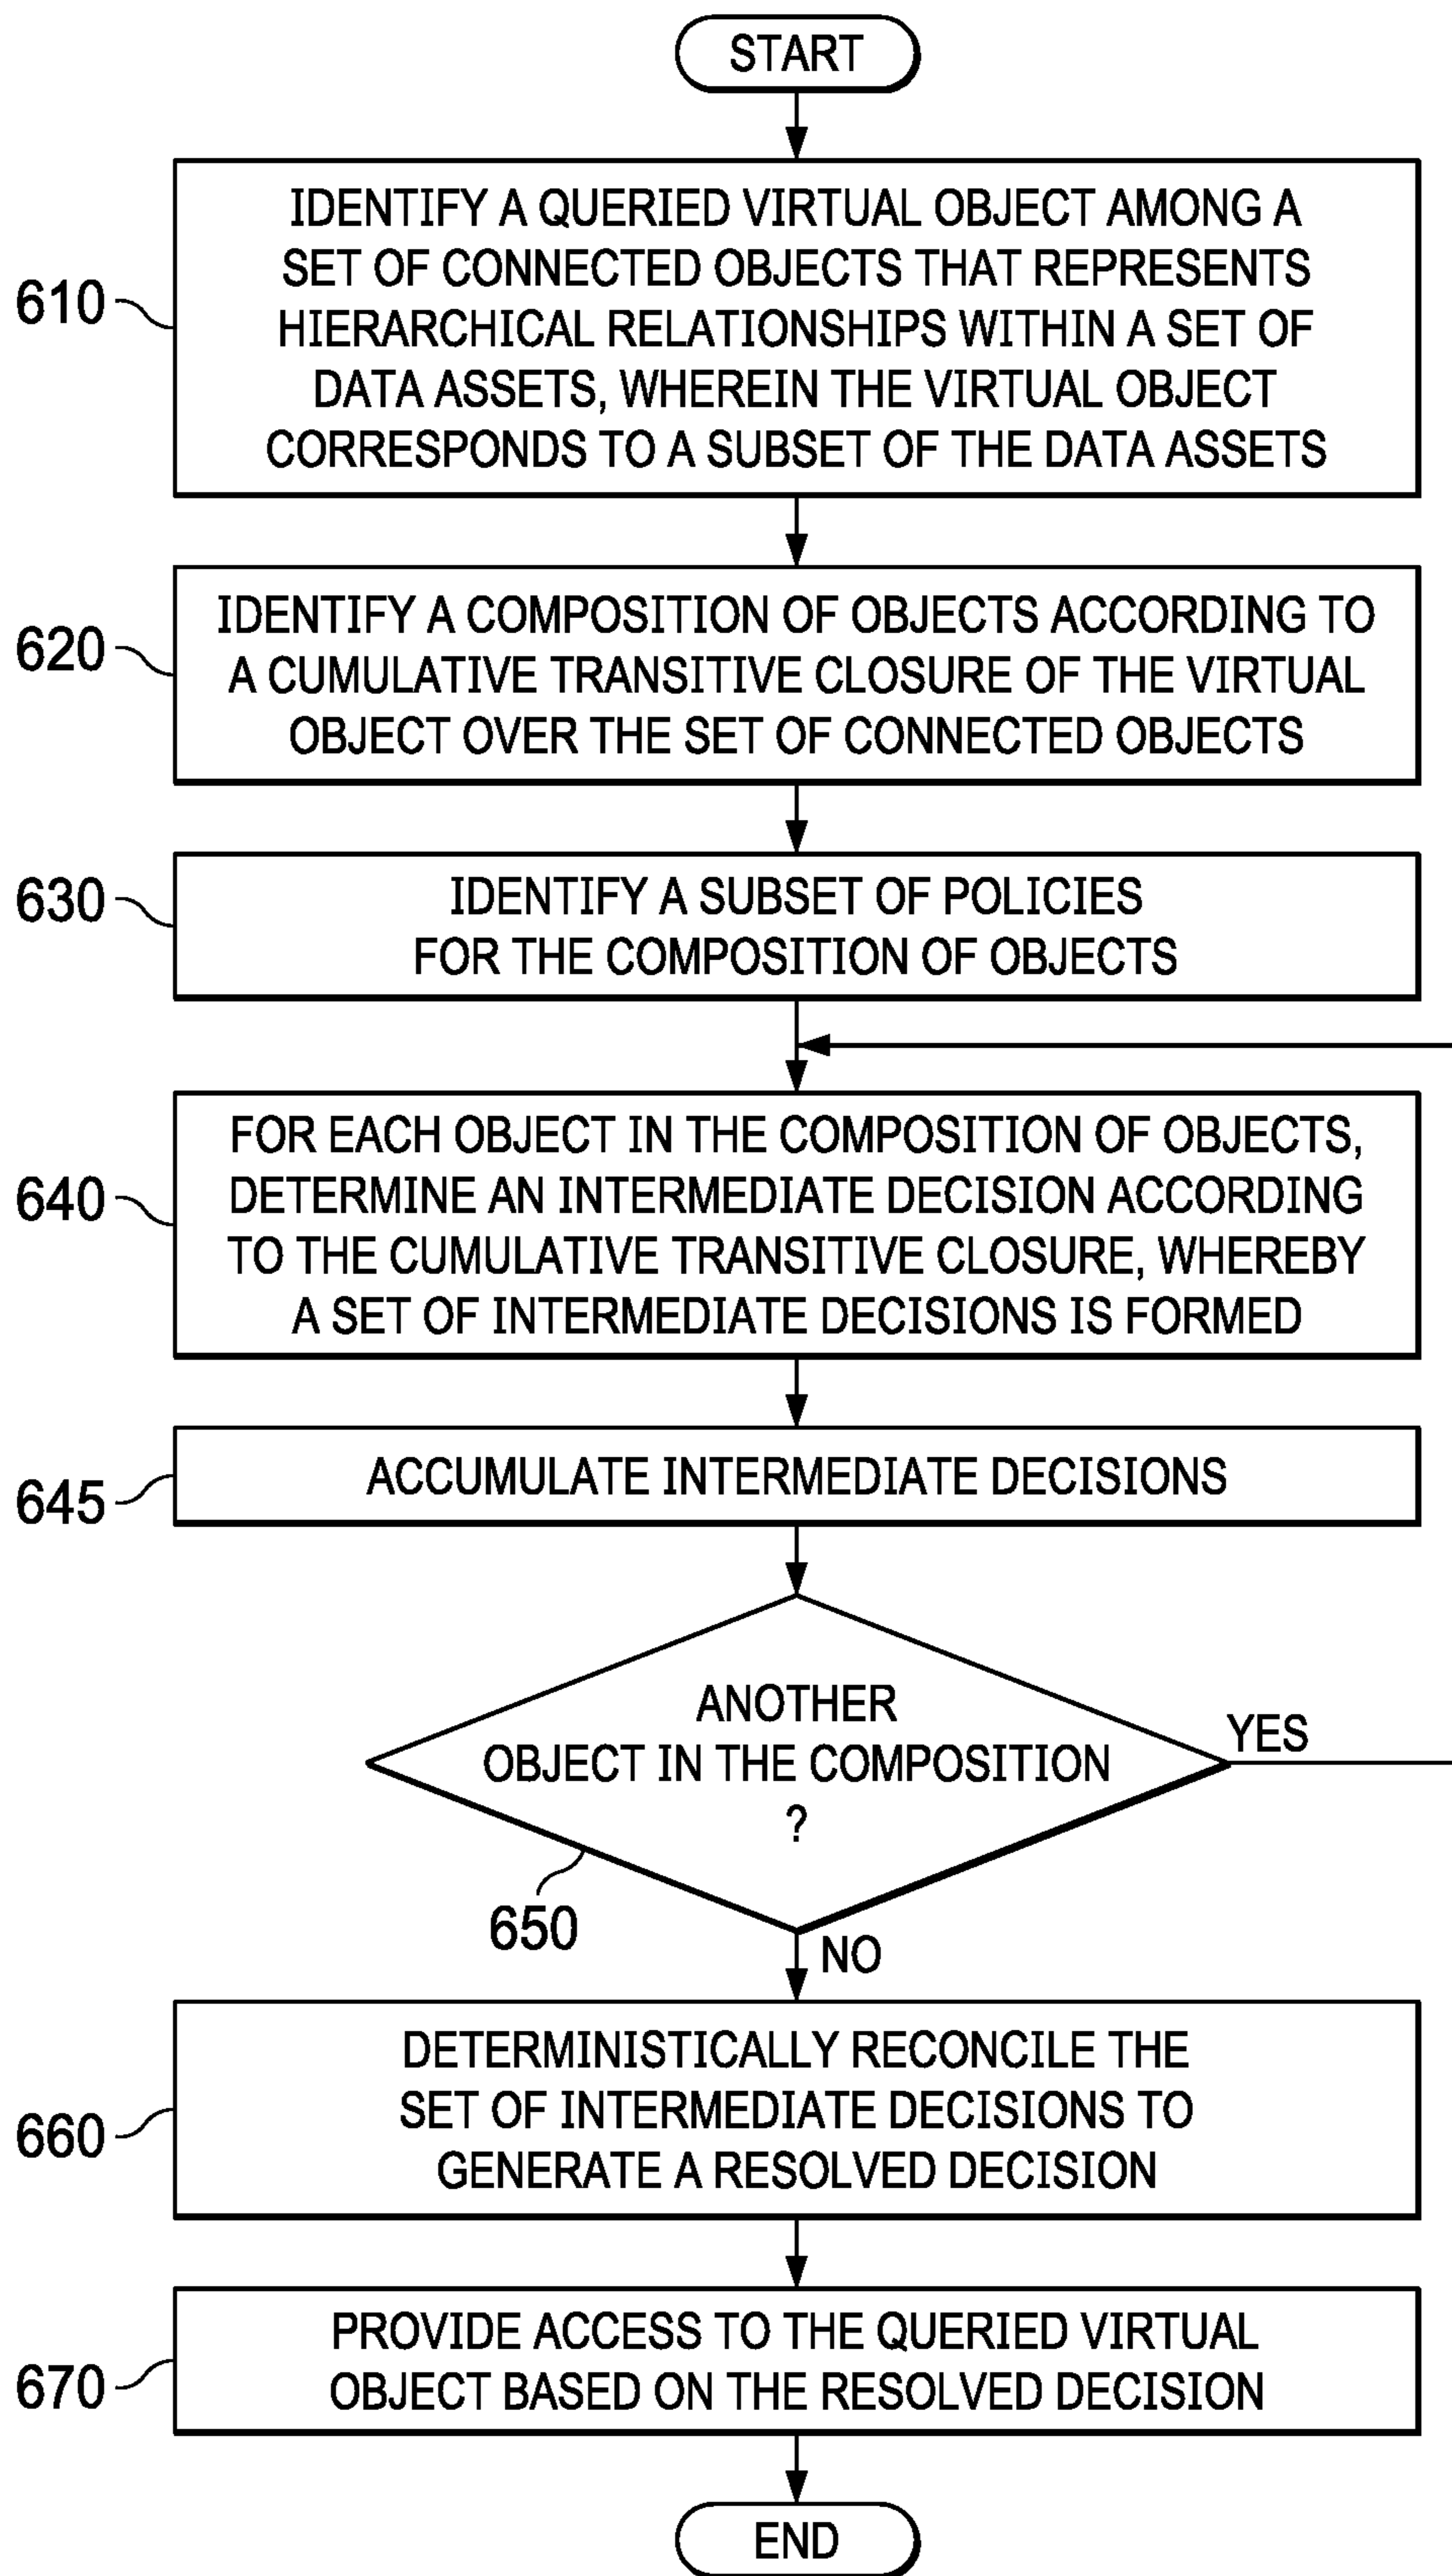 START
IDENTIFY A QUERIED VIRTUAL OBJECT AMONG A
SET OF CONNECTED OBJECTS THAT REPRESENTS
610
HIERARCHICAL RELATIONSHIPS WITHIN A SET OF
DATA ASSETS, WHEREIN THE VIRTUAL OBJECT
CORRESPONDS TO A SUBSET OF THE DATA ASSETS
IDENTIFY A COMPOSITION OF OBJECTS ACCORDING TO
620
A CUMULATIVE TRANSITIVE CLOSURE OF THE VIRTUAL
OBJECT OVER THE SET OF CONNECTED OBJECTS
630
IDENTIFY A SUBSET OF POLICIES
FOR THE COMPOSITION OF OBJECTS
FOR EACH OBJECT IN THE COMPOSITION OF OBJECTS,
640
DETERMINE AN INTERMEDIATE DECISION ACCORDING
TO THE CUMULATIVE TRANSITIVE CLOSURE, WHEREBY
A SET OF INTERMEDIATE DECISIONS IS FORMED
645
ACCUMULATE INTERMEDIATE DECISIONS
ANOTHER
OBJECT IN THE COMPOSITION
?
YES
650
NO
DETERMINISTICALLY RECONCILE THE
660
SET OF INTERMEDIATE DECISIONS TO
GENERATE A RESOLVED DECISION
PROVIDE ACCESS TO THE QUERIED VIRTUAL
670
OBJECT BASED ON THE RESOLVED DECISION
END